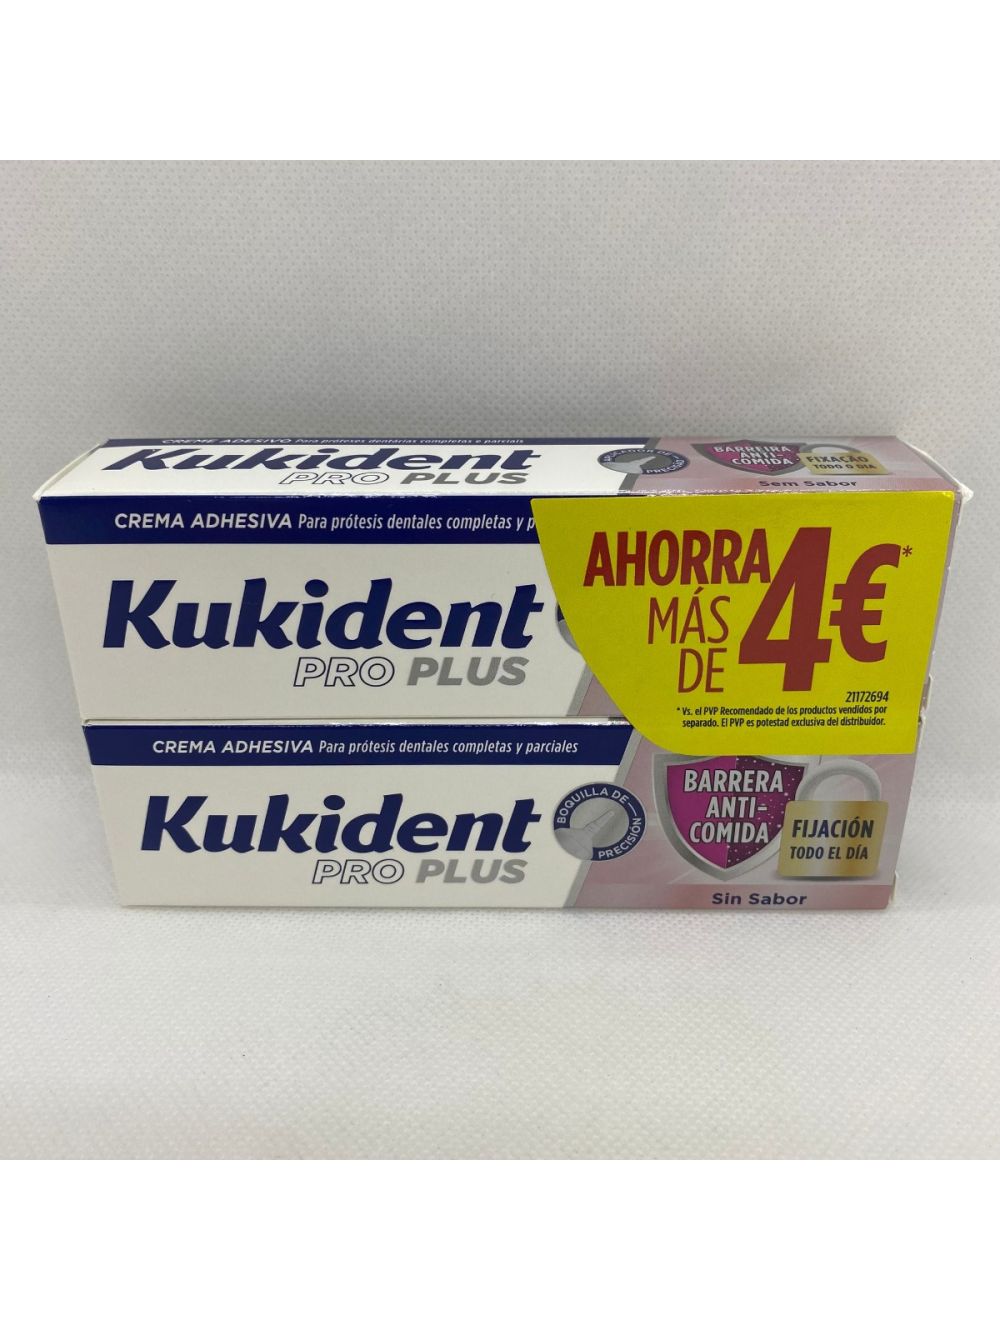 CREME ADESIVO Para próteses dentárias completas e parciais
Kukident
PRO PLUS
APLICADOR DE PRECISÃO
BARREIRA
ANTI-
COMIDA
FIXAÇÃO
TODO O DIA
Sem Sabor
CREMA ADHESIVA Para prótesis dentales completas y p
Kukident
PRO PLUS
AHORRA
MÁS
DE
4€*
21172694
* Vs. el PVP Recomendado de los productos vendidos por
separado. El PVP es potestad exclusiva del distribuidor.
CREMA ADHESIVA Para prótesis dentales completas y parciales
Kukident
PRO PLUS
BOQUILLA DE PRECISIÓN
BARRERA
ANTI-
COMIDA
FIJACIÓN
TODO EL DÍA
Sin Sabor